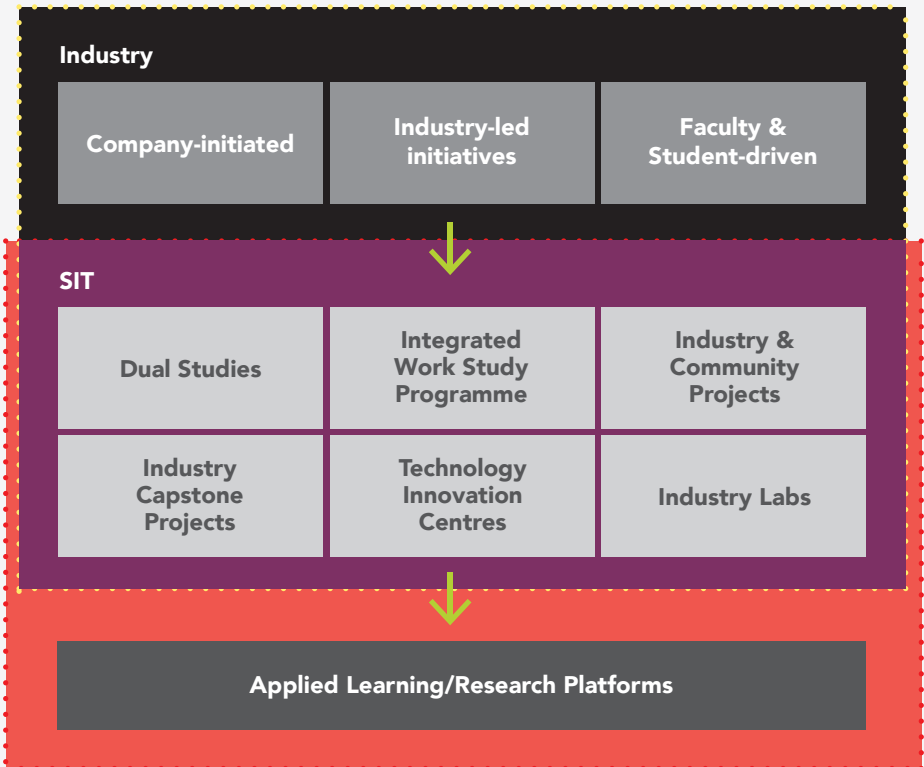 Industry
Company-initiated
Industry-led
initiatives
Faculty &
Student-driven
SIT
Dual Studies
Integrated
Work Study
Programme
Industry &
Community
Projects
Industry
Capstone
Projects
Technology
Innovation
Centres
Industry Labs
Applied Learning/Research Platforms